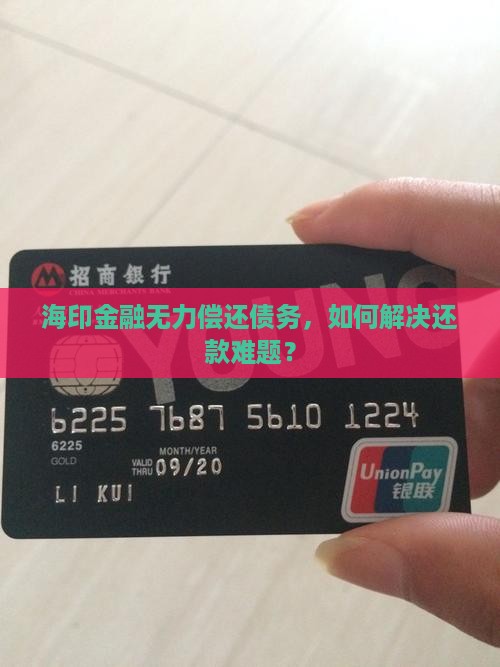 招商銀行
CHINA MERCHANTS BANK
YOUNG
海印金融无力偿还债务，如何解决还
款难题？
6225 7687 5610 1224
6225
GOLD
MONTH/YEAR
VALID
THRU 09/20
LI KUI
UnionPay
银联